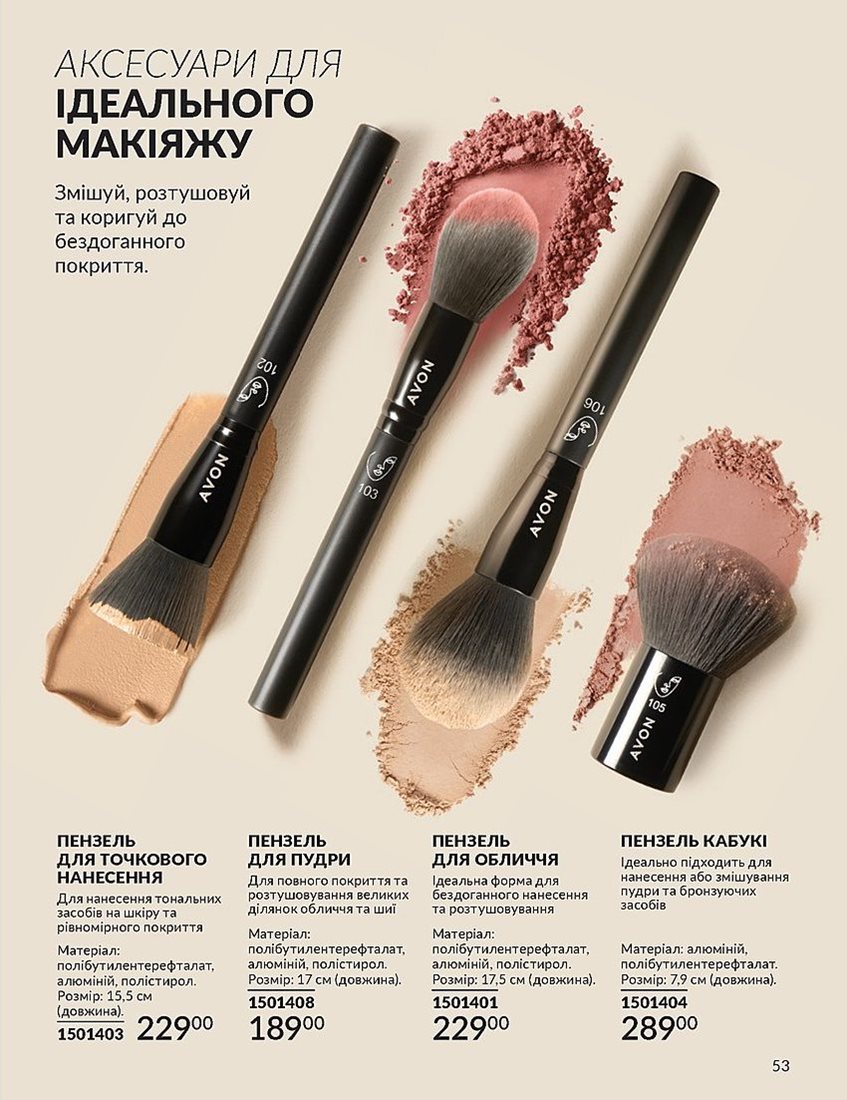 АКСЕСУАРИ ДЛЯ
ІДЕАЛЬНОГО
МАКІЯЖУ
Змішуй, розтушовуй
та коригуй до
бездоганного
покриття.
102
AVON
AVON
103
106
AVON
105
AVON
ПЕНЗЕЛЬ
ДЛЯ ТОЧКОВОГО
НАНЕСЕННЯ
Для нанесення тональних
засобів на шкіру та
рівномірного покриття
Матеріал:
полібутилентерефталат,
алюміній, полістирол.
Розмір: 15,5 см
(довжина).
1501403 229⁰⁰
ПЕНЗЕЛЬ
ДЛЯ ПУДРИ
Для повного покриття та
розтушовування великих
ділянок обличчя та шиї
Матеріал:
полібутилентерефталат,
алюміній, полістирол.
Розмір: 17 см (довжина).
1501408
189⁰⁰
ПЕНЗЕЛЬ
ДЛЯ ОБЛИЧЧЯ
Ідеальна форма для
бездоганного нанесення
та розтушовування
Матеріал:
полібутилентерефталат,
алюміній, полістирол.
Розмір: 17,5 см (довжина).
1501401
229⁰⁰
ПЕНЗЕЛЬ КАБУКІ
Ідеально підходить для
нанесення або змішування
пудри та бронзуючих
засобів
Матеріал: алюміній,
полібутилентерефталат.
Розмір: 7,9 см (довжина).
1501404
289⁰⁰
53